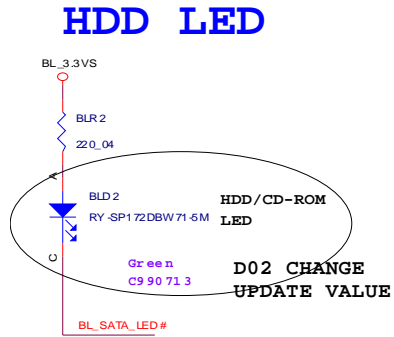 HDD LED
BL_3.3VS
BLR2
220_04
A
BLD2
RY-SP172DBW71-5M
HDD/CD-ROM
LED
C
Green
C990713
D02 CHANGE
UPDATE VALUE
BL_SATA_LED#